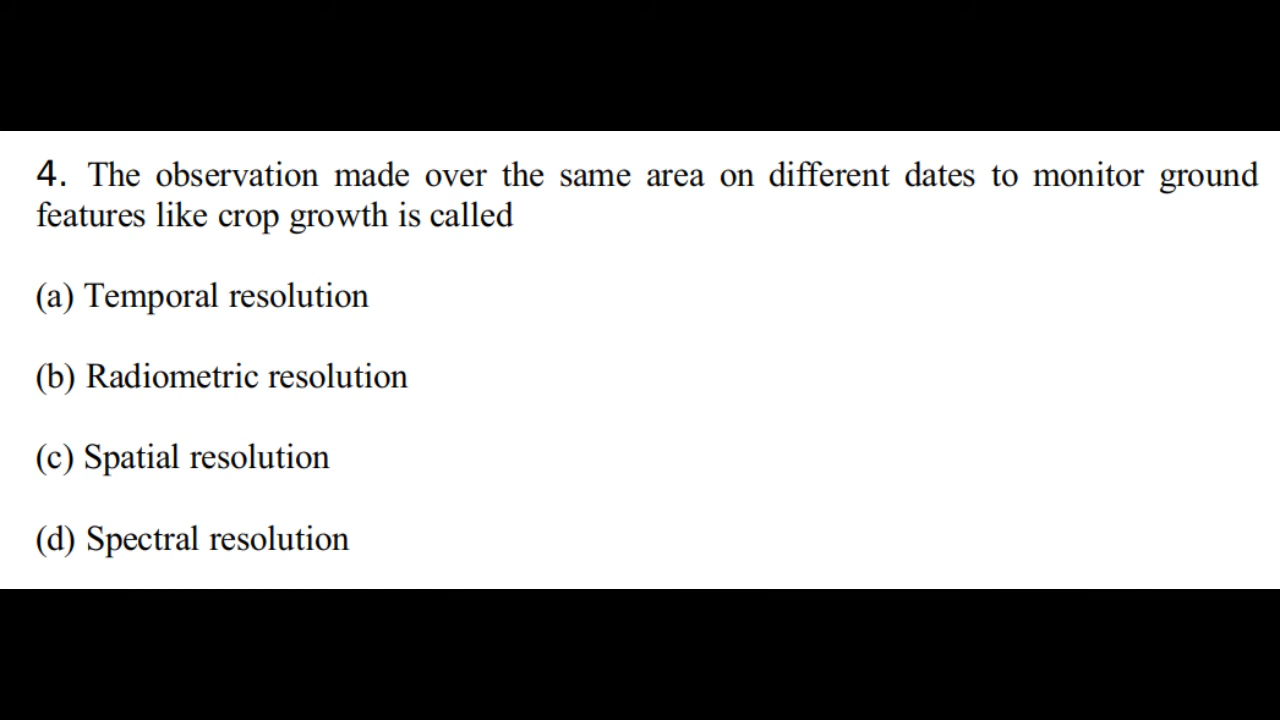 4. The observation made over the same area on different dates to monitor ground
features like crop growth is called
(a) Temporal resolution
(b) Radiometric resolution
(c) Spatial resolution
(d) Spectral resolution